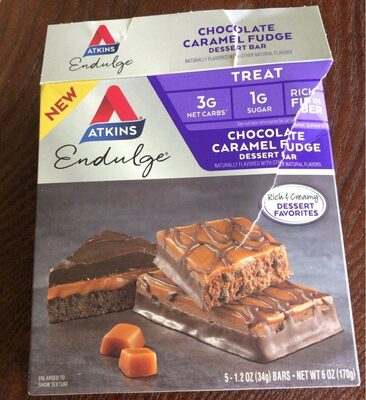 ATKINS
Endulge®
CHOCOLATE
CARAMEL FUDGE
DESSERT BAR
NATURALLY FLAVORED WITH OTHER NATURAL FLAVORS
NEW
ATKINS®
Endulge®
TREAT
3G
NET CARBS*
1G
SUGAR
RICH
IN
FIBER
CHOCOLATE
CARAMEL FUDGE
DESSERT BAR
NATURALLY FLAVORED WITH OTHER NATURAL FLAVORS
Rich & Creamy
DESSERT
FAVORITES
ENLARGED TO
SHOW TEXTURE
5 - 1.2 OZ (34g) BARS • NET WT 6 OZ (170g)